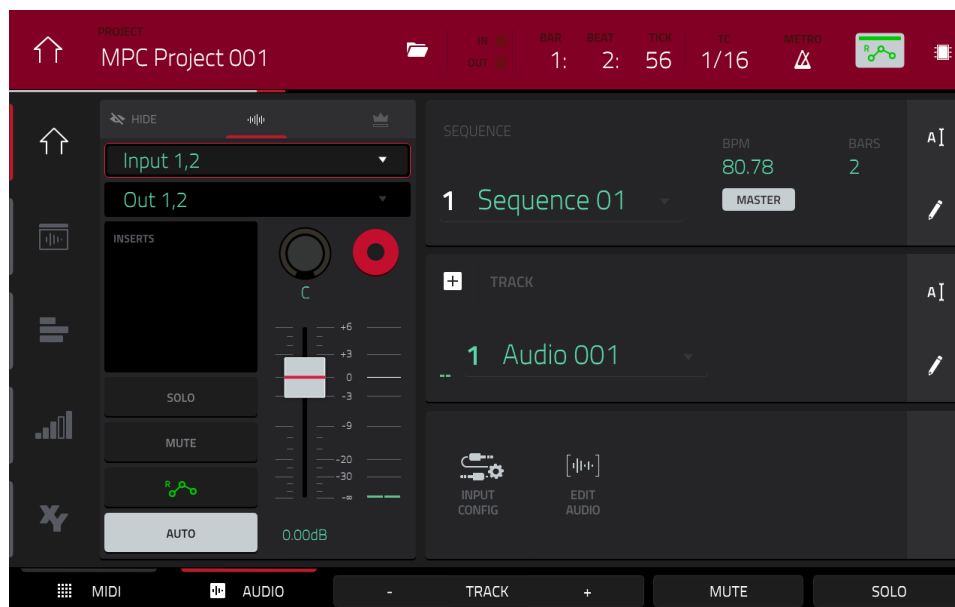 PROJECT
MPC Project 001
IN
OUT
BAR BEAT TICK TC METRO
1: 2: 56 1/16
R
HIDE
Input 1,2
Out 1,2
INSERTS
C
+6
+3
0
-3
-9
-20
-30
-∞
SOLO
MUTE
R
AUTO
0.00dB
SEQUENCE
BPM BARS
80.78 2
1 Sequence 01
MASTER
A
TRACK
A
1 Audio 001
INPUT CONFIG
EDIT AUDIO
XY
MIDI AUDIO - TRACK + MUTE SOLO